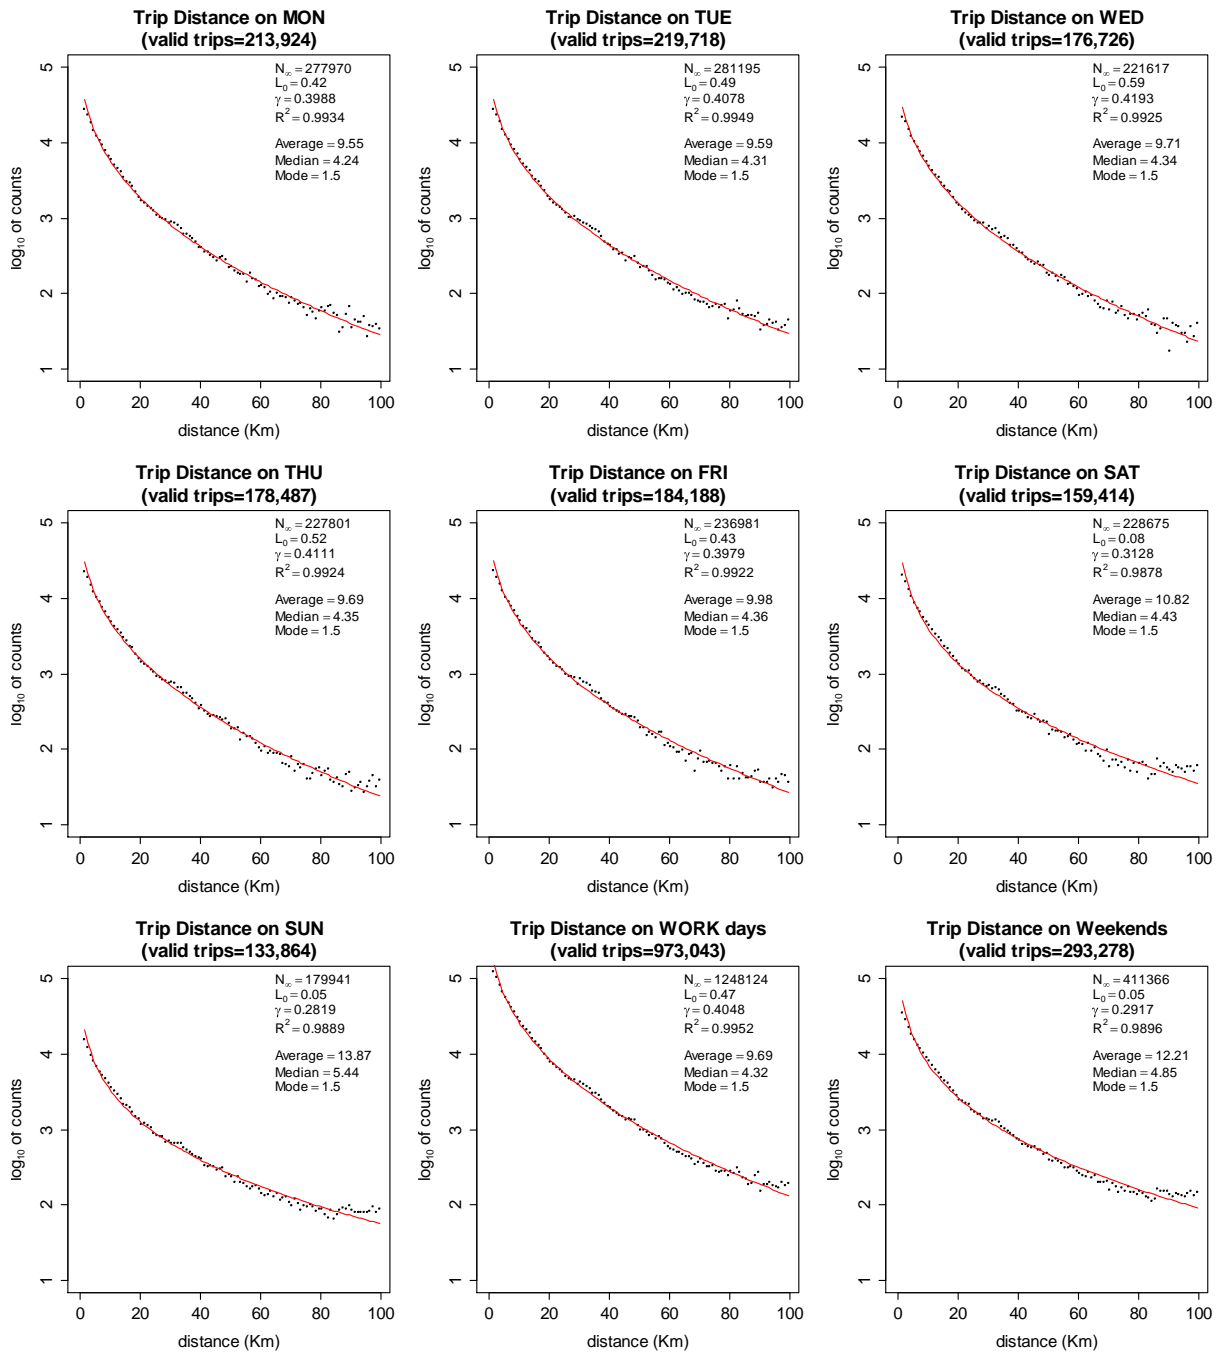 Trip Distance on MON
(valid trips=213,924)
N∞ = 277970
L₀ = 0.42
γ = 0.3988
R² = 0.9934
Average = 9.55
Median = 4.24
Mode = 1.5
log₁₀ of counts
5
4
3
2
1
0 20 40 60 80 100
distance (Km)
Trip Distance on TUE
(valid trips=219,718)
N∞ = 281195
L₀ = 0.49
γ = 0.4078
R² = 0.9949
Average = 9.59
Median = 4.31
Mode = 1.5
log₁₀ of counts
5
4
3
2
1
0 20 40 60 80 100
distance (Km)
Trip Distance on WED
(valid trips=176,726)
N∞ = 221617
L₀ = 0.59
γ = 0.4193
R² = 0.9925
Average = 9.71
Median = 4.34
Mode = 1.5
log₁₀ of counts
5
4
3
2
1
0 20 40 60 80 100
distance (Km)
Trip Distance on THU
(valid trips=178,487)
N∞ = 227801
L₀ = 0.52
γ = 0.4111
R² = 0.9924
Average = 9.69
Median = 4.35
Mode = 1.5
log₁₀ of counts
5
4
3
2
1
0 20 40 60 80 100
distance (Km)
Trip Distance on FRI
(valid trips=184,188)
N∞ = 236981
L₀ = 0.43
γ = 0.3979
R² = 0.9922
Average = 9.98
Median = 4.36
Mode = 1.5
log₁₀ of counts
5
4
3
2
1
0 20 40 60 80 100
distance (Km)
Trip Distance on SAT
(valid trips=159,414)
N∞ = 228675
L₀ = 0.08
γ = 0.3128
R² = 0.9878
Average = 10.82
Median = 4.43
Mode = 1.5
log₁₀ of counts
5
4
3
2
1
0 20 40 60 80 100
distance (Km)
Trip Distance on SUN
(valid trips=133,864)
N∞ = 179941
L₀ = 0.05
γ = 0.2819
R² = 0.9889
Average = 13.87
Median = 5.44
Mode = 1.5
log₁₀ of counts
5
4
3
2
1
0 20 40 60 80 100
distance (Km)
Trip Distance on WORK days
(valid trips=973,043)
N∞ = 1248124
L₀ = 0.47
γ = 0.4048
R² = 0.9952
Average = 9.69
Median = 4.32
Mode = 1.5
log₁₀ of counts
5
4
3
2
1
0 20 40 60 80 100
distance (Km)
Trip Distance on Weekends
(valid trips=293,278)
N∞ = 411366
L₀ = 0.05
γ = 0.2917
R² = 0.9896
Average = 12.21
Median = 4.85
Mode = 1.5
log₁₀ of counts
5
4
3
2
1
0 20 40 60 80 100
distance (Km)